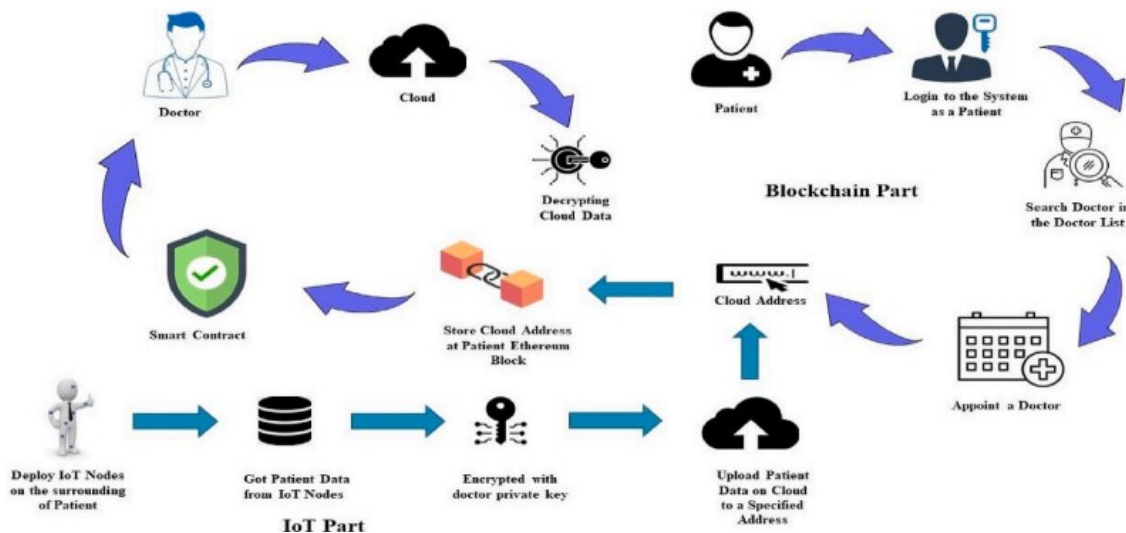 Doctor
Cloud
Patient
Login to the System
as a Patient
Decrypting
Cloud Data
Blockchain Part
Search Doctor in
the Doctor List
www.
Cloud Address
Smart Contract
Store Cloud Address
at Patient Ethereum
Block
Appoint a Doctor
Deploy IoT Nodes
on the surrounding
of Patient
Got Patient Data
from IoT Nodes
Encrypted with
doctor private key
Upload Patient
Data on Cloud
to a Specified
Address
IoT Part